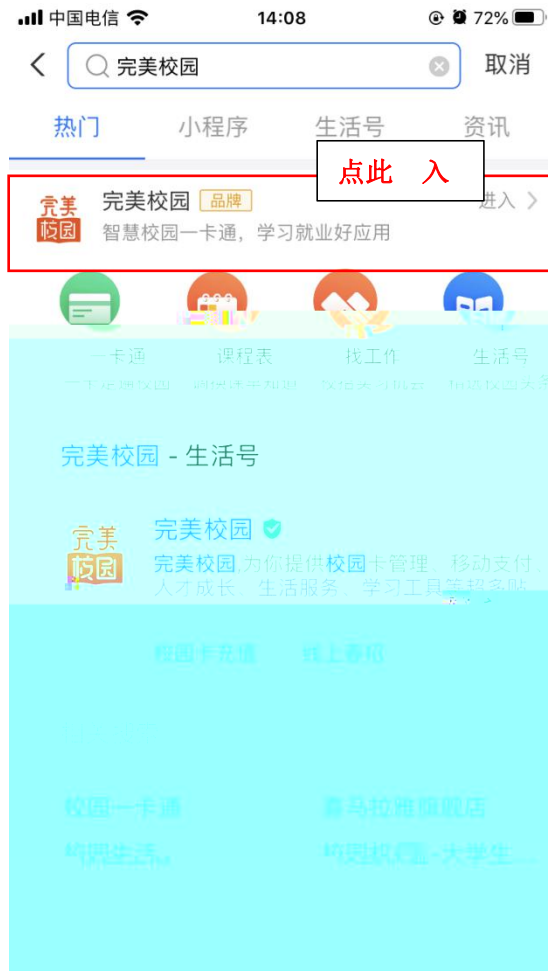 中国电信 14:08 72%
完美校园 取消
热门 小程序 生活号 资讯
点此 入
完美校园 品牌 进入
完美校园 智慧校园一卡通，学习就业好应用
一卡通 课程表 找工作 生活号
完美校园 - 生活号
完美校园 完美校园
完美校园,为你提供校园卡管理、移动支付、
人才成长、生活服务、学习工具等超多贴
校园卡充值 线上春招
校园一卡通 喜马拉雅旗舰店
校园生活